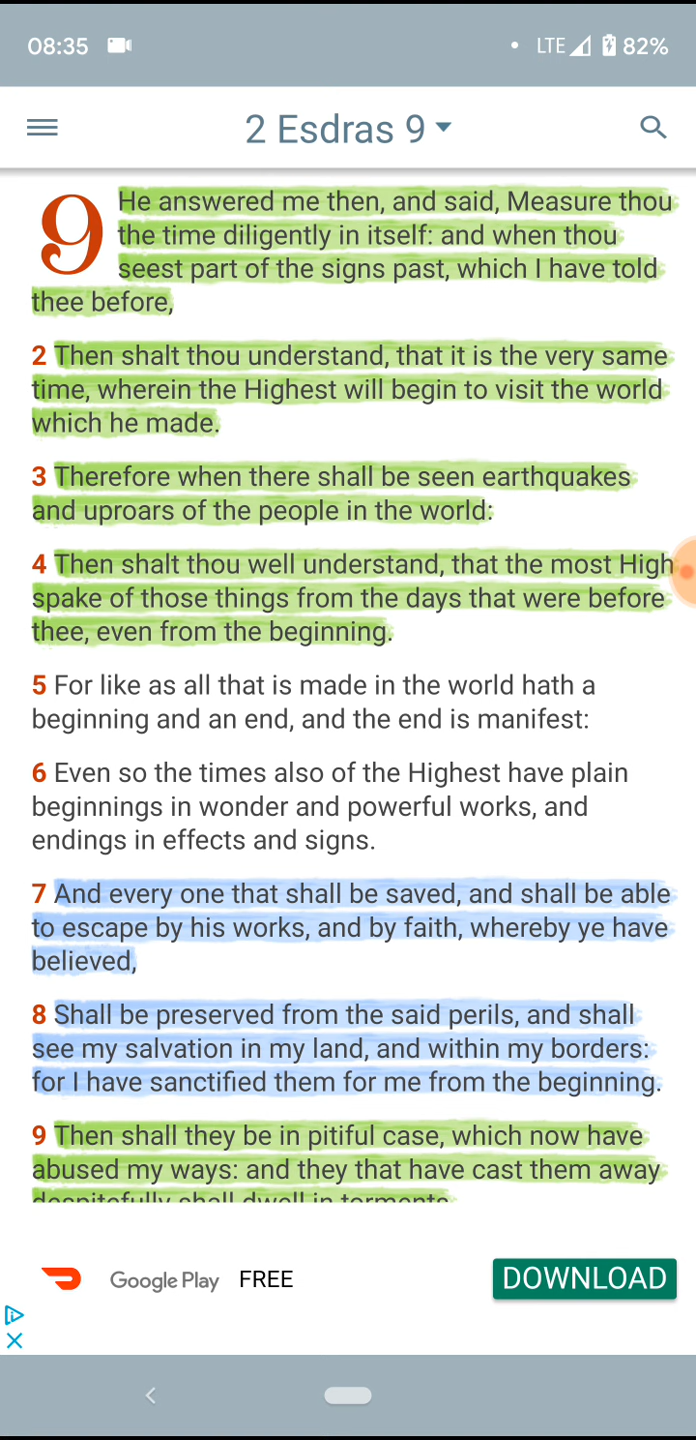 08:35 LTE 82%
2 Esdras 9
9 He answered me then, and said, Measure thou
the time diligently in itself: and when thou
seest part of the signs past, which I have told
thee before,
2 Then shalt thou understand, that it is the very same
time, wherein the Highest will begin to visit the world
which he made.
3 Therefore when there shall be seen earthquakes
and uproars of the people in the world:
4 Then shalt thou well understand, that the most High
spake of those things from the days that were before
thee, even from the beginning.
5 For like as all that is made in the world hath a
beginning and an end, and the end is manifest:
6 Even so the times also of the Highest have plain
beginnings in wonder and powerful works, and
endings in effects and signs.
7 And every one that shall be saved, and shall be able
to escape by his works, and by faith, whereby ye have
believed,
8 Shall be preserved from the said perils, and shall
see my salvation in my land, and within my borders:
for I have sanctified them for me from the beginning.
9 Then shall they be in pitiful case, which now have
abused my ways: and they that have cast them away
despitefully shall dwell in torments.
Google Play FREE DOWNLOAD